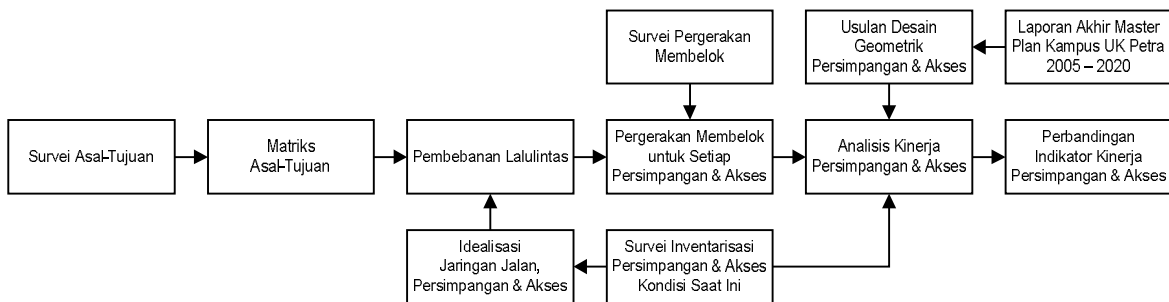 Survei Pergerakan
Membelok
Usulan Desain
Geometrik
Persimpangan & Akses
Laporan Akhir Master
Plan Kampus UK Petra
2005 – 2020
Survei Asal-Tujuan
Matriks
Asal-Tujuan
Pembebanan Lalulintas
Pergerakan Membelok
untuk Setiap
Persimpangan & Akses
Analisis Kinerja
Persimpangan & Akses
Perbandingan
Indikator Kinerja
Persimpangan & Akses
Idealisasi
Jaringan Jalan,
Persimpangan & Akses
Survei Inventarisasi
Persimpangan & Akses
Kondisi Saat Ini